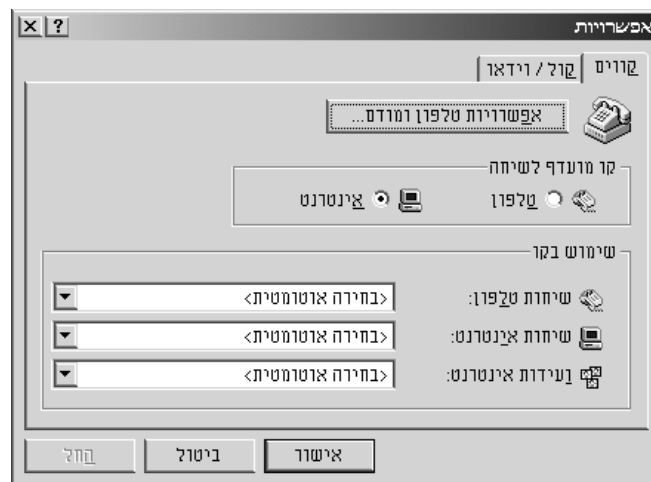 אפשרויות
קווים
קול / וידאו
אפשרויות טלפון ומודם...
קו מועדף לשיחה
טלפון
אינטרנט
שימוש בקו
שיחות טלפון:
<בחירה אוטומטית>
שיחות אינטרנט:
<בחירה אוטומטית>
ועידות אינטרנט:
<בחירה אוטומטית>
אישור
ביטול
החל